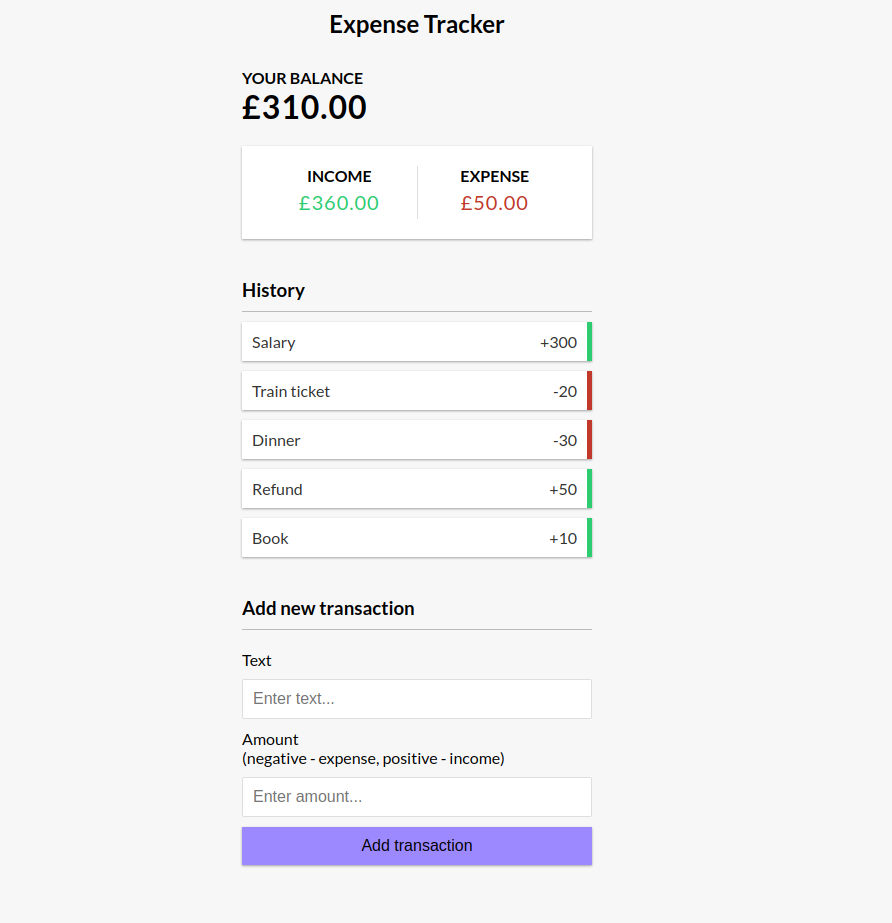 Expense Tracker
YOUR BALANCE
£310.00
INCOME EXPENSE
£360.00 £50.00
History
Salary +300
Train ticket -20
Dinner -30
Refund +50
Book +10
Add new transaction
Text
Enter text...
Amount
(negative - expense, positive - income)
Enter amount...
Add transaction